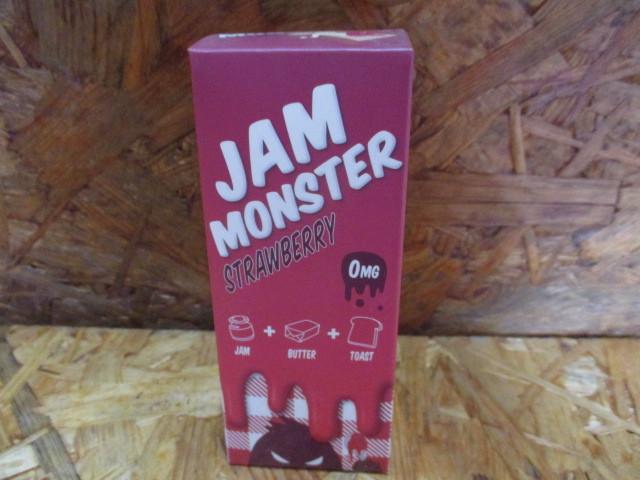 JAM
MONSTER
STRAWBERRY
0MG
JAM + BUTTER + TOAST